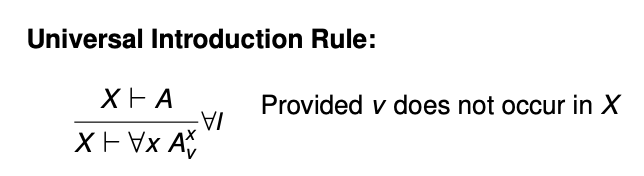 Universal Introduction Rule:
X ⊢ A
∀I Provided v does not occur in X
X ⊢ ∀x A^x_v